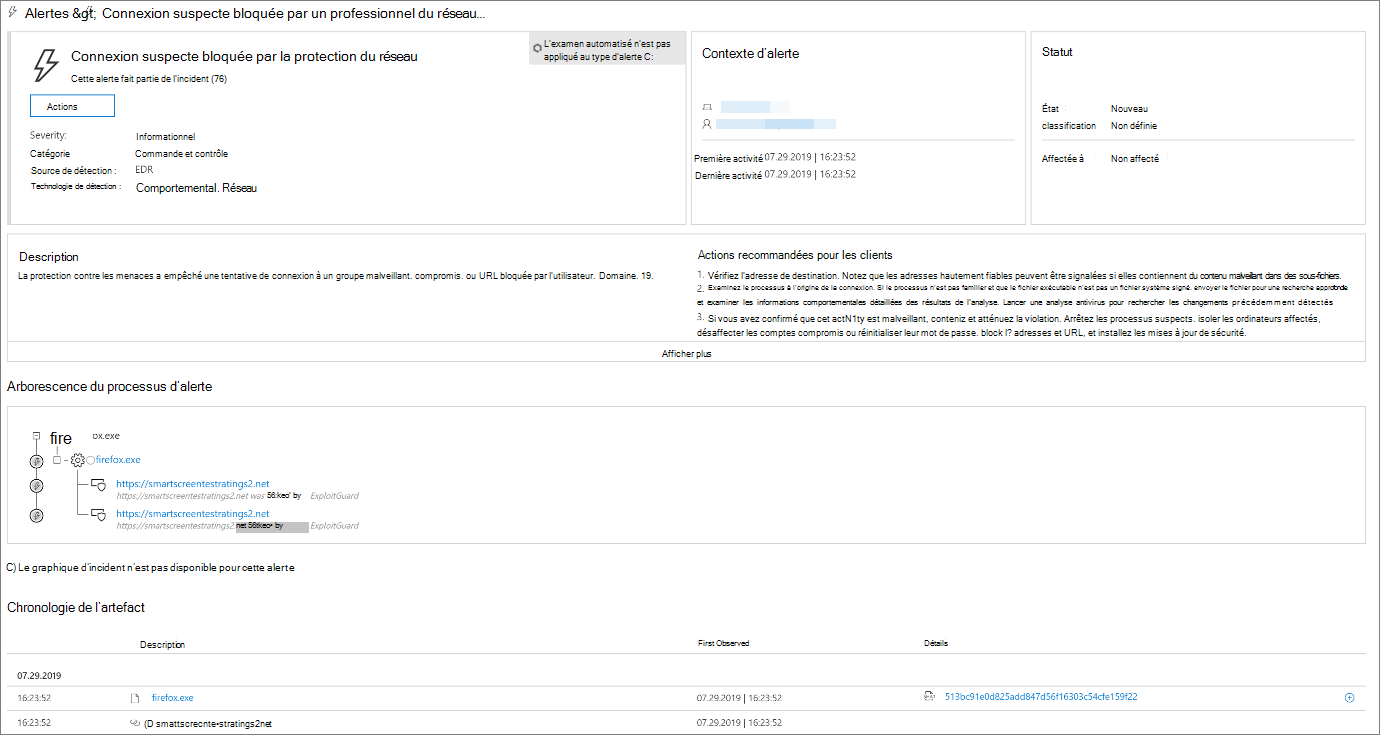 Alertes &gt; Connexion suspecte bloquée par un professionnel du réseau...
Connexion suspecte bloquée par la protection du réseau
Cette alerte fait partie de l'incident (76)
L'examen automatisé n'est pas
appliqué au type d'alerte C:
Actions
Severity:
Informationnel
Catégorie
Commande et contrôle
Source de détection :
EDR
Technologie de détection :
Comportemental. Réseau
Contexte d'alerte
Première activité 07.29.2019 | 16:23:52
Dernière activité 07.29.2019 | 16:23:52
Statut
État
Nouveau
classification
Non définie
Affectée à
Non affecté
Description
La protection contre les menaces a empêché une tentative de connexion à un groupe malveillant. compromis. ou URL bloquée par l'utilisateur. Domaine. 19.
Actions recommandées pour les clients
1. Vérifiez l'adresse de destination. Notez que les adresses hautement fiables peuvent être signalées si elles contiennent du contenu malveillant dans des sous-fichiers.
2. Examinez le processus à l'origine de la connexion. Si le processus n'est pas familier et que le fichier exécutable n'est pas un fichier système signé. envoyer le fichier pour une recherche approfonde
et examiner les informations comportementales détaillées des résultats de l'analyse. Lancer une analyse antivirus pour rechercher les changements précédemment détectés
3. Si vous avez confirmé que cet actN1ty est malveillant, conteniz et atténuez la violation. Arrêtez les processus suspects. isoler les ordinateurs affectés,
désaffecter les comptes compromis ou réinitialiser leur mot de passe. block l? adresses et URL, et installez les mises à jour de sécurité.
Afficher plus
Arborescence du processus d'alerte
fire ox.exe
firefox.exe
https://smartscreentestratings2.net
https://smartscreentestratings2.net was 56:keo' by ExploitGuard
https://smartscreentestratings2.net
https://smartscreentestratings2.net 56tkeo• by ExploitGuard
C) Le graphique d'incident n'est pas disponible pour cette alerte
Chronologie de l'artefact
Description
First Observed
Détails
07.29.2019
16:23:52
firefox.exe
07.29.2019 | 16:23:52
513bc91e0d825add847d56f16303c54cfe159f22
16:23:52
(D smattscrecnte•stratings2net
07.29.2019 | 16:23:52